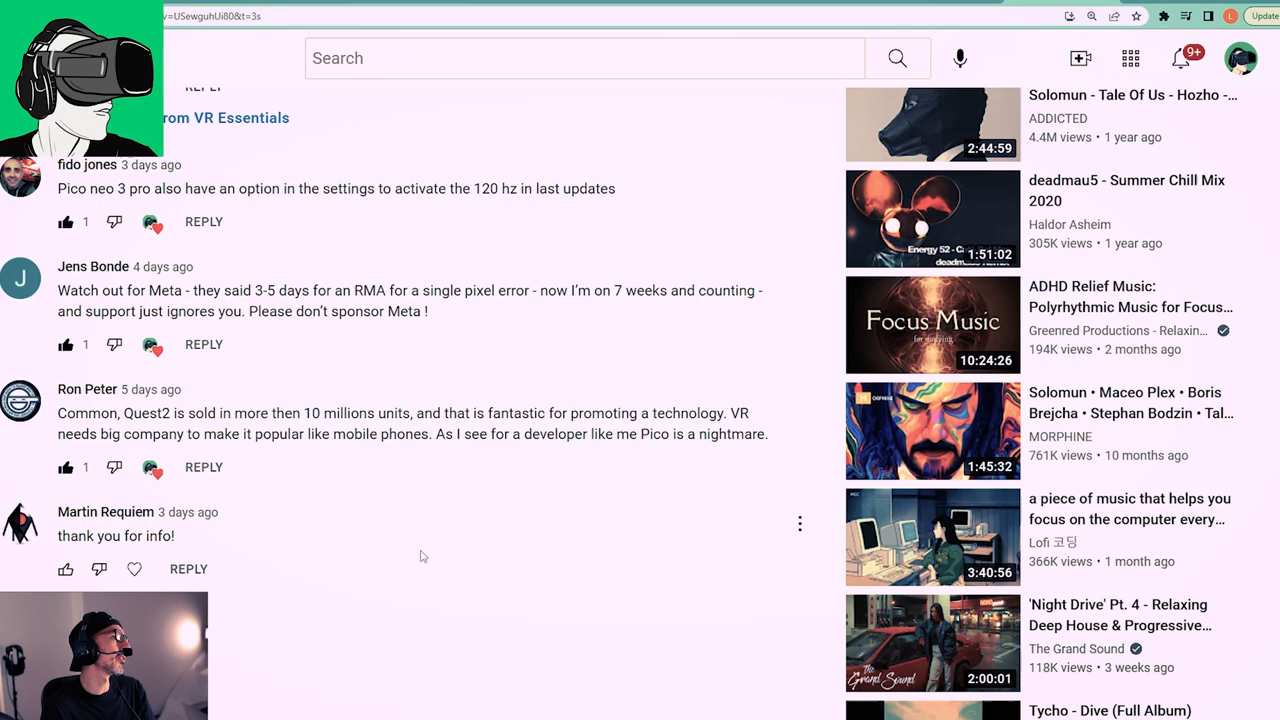 v=USewguhUi80&t=3s
Update
Search
9+
REPLY
rom VR Essentials
fido jones 3 days ago
Pico neo 3 pro also have an option in the settings to activate the 120 hz in last updates
1
REPLY
J
Jens Bonde 4 days ago
Watch out for Meta - they said 3-5 days for an RMA for a single pixel error - now I'm on 7 weeks and counting -
and support just ignores you. Please don't sponsor Meta !
1
REPLY
Ron Peter 5 days ago
Common, Quest2 is sold in more then 10 millions units, and that is fantastic for promoting a technology. VR
needs big company to make it popular like mobile phones. As I see for a developer like me Pico is a nightmare.
1
REPLY
Martin Requiem 3 days ago
thank you for info!
REPLY
Solomun - Tale Of Us - Hozho -...
ADDICTED
4.4M views • 1 year ago
2:44:59
deadmau5 - Summer Chill Mix
2020
Haldor Asheim
305K views • 1 year ago
Energy 52 - C
deadm
1:51:02
ADHD Relief Music:
Polyrhythmic Music for Focus...
Greenred Productions - Relaxin...
194K views • 2 months ago
Focus Music
for studying
10:24:26
Solomun • Maceo Plex • Boris
Brejcha • Stephan Bodzin • Tal...
MORPHINE
761K views • 10 months ago
1:45:32
a piece of music that helps you
focus on the computer every...
Lofi 코딩
366K views • 1 month ago
3:40:56
'Night Drive' Pt. 4 - Relaxing
Deep House & Progressive...
The Grand Sound
118K views • 3 weeks ago
the
Grand Sound
2:00:01
Tycho - Dive (Full Album)